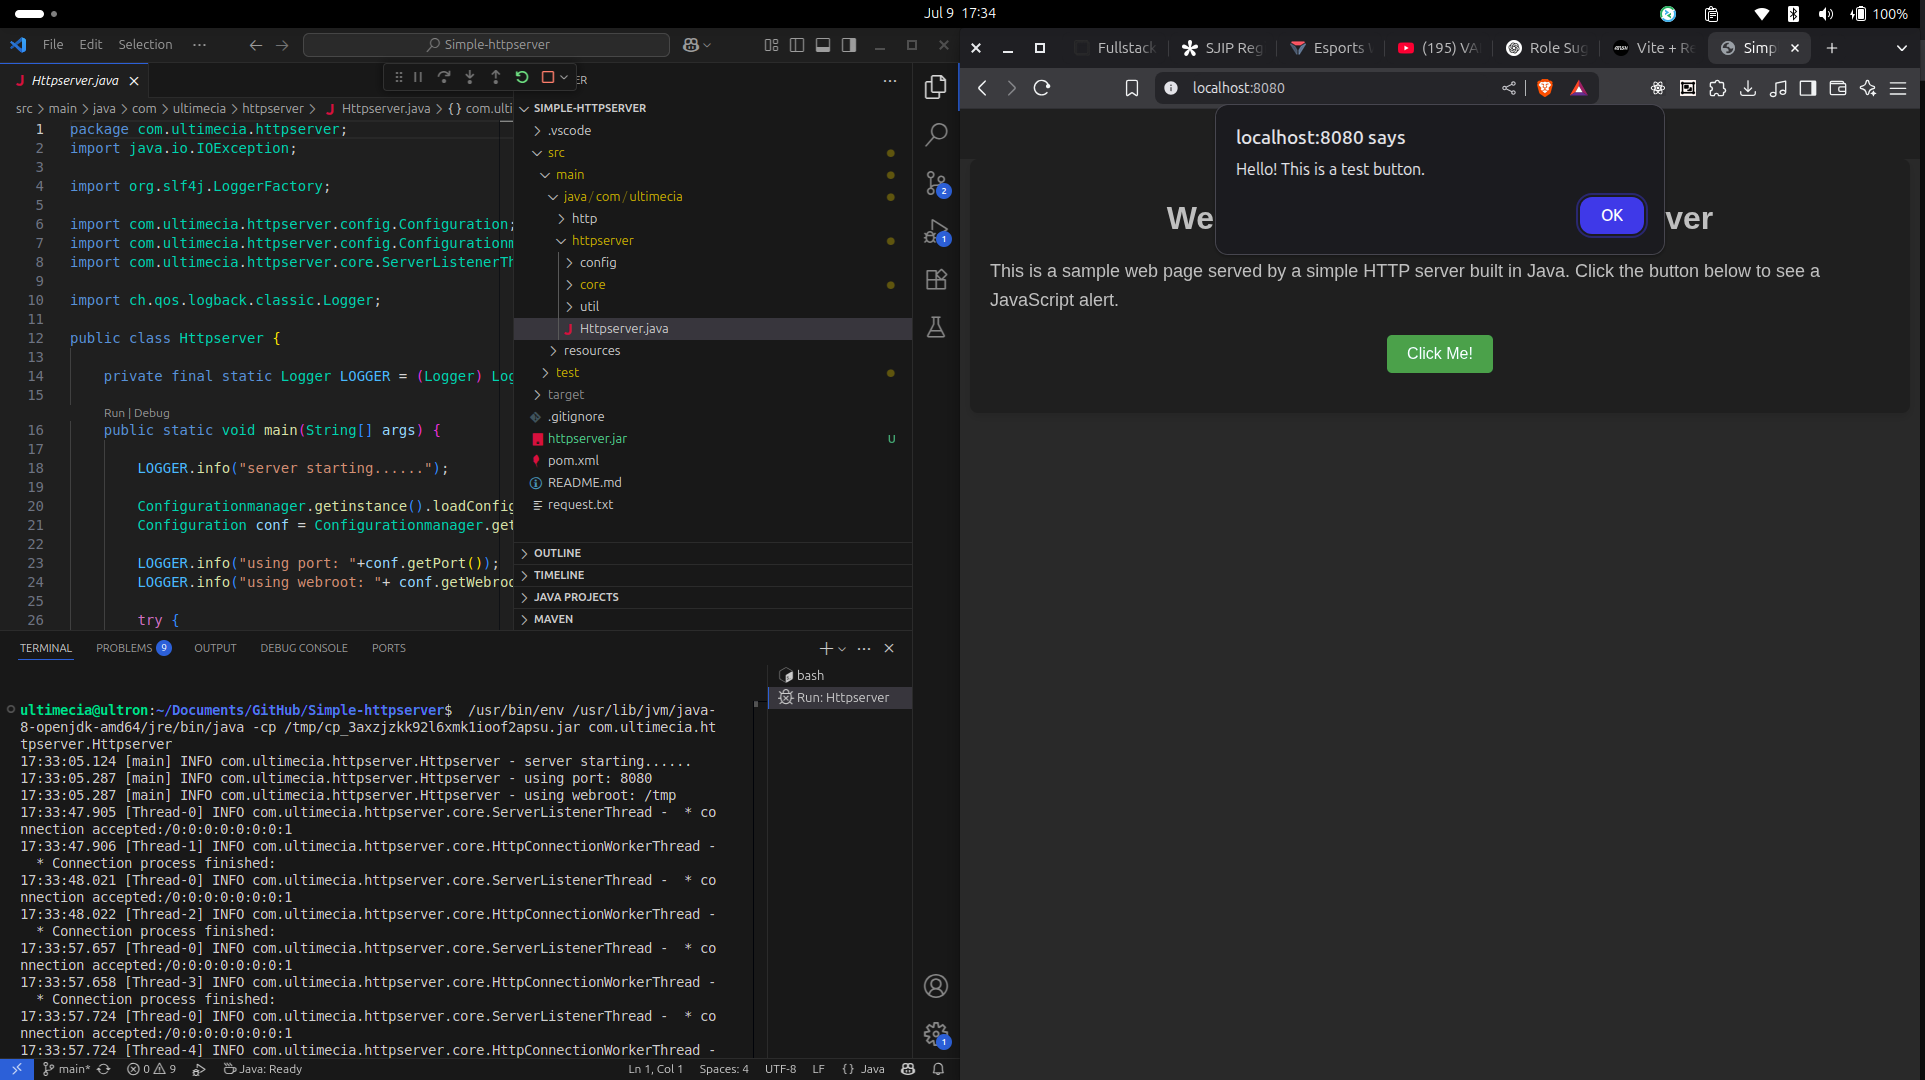 Jul 9 17:34
100%
File Edit Selection ···
Simple-httpserver
Httpserver.java
src > main > java > com > ultimecia > httpserver > Httpserver.java > {} com.ulti
1 package com.ultimecia.httpserver;
2 import java.io.IOException;
3
4 import org.slf4j.LoggerFactory;
5
6 import com.ultimecia.httpserver.config.Configuration;
7 import com.ultimecia.httpserver.config.Configurationm
8 import com.ultimecia.httpserver.core.ServerListenerTh
9
10 import ch.qos.logback.classic.Logger;
11
12 public class Httpserver {
13
14 private final static Logger LOGGER = (Logger) Log
15
Run | Debug
16 public static void main(String[] args) {
17
18 LOGGER.info("server starting......");
19
20 Configurationmanager.getinstance().loadConfig
21 Configuration conf = Configurationmanager.get
22
23 LOGGER.info("using port: "+conf.getPort());
24 LOGGER.info("using webroot: "+ conf.getWebroo
25
26 try {
ER
SIMPLE-HTTPSERVER
.vscode
src
main
java/com/ultimecia
http
httpserver
config
core
util
Httpserver.java
resources
test
target
.gitignore
httpserver.jar U
pom.xml
README.md
request.txt
OUTLINE
TIMELINE
JAVA PROJECTS
MAVEN
2
1
1
TERMINAL PROBLEMS 9 OUTPUT DEBUG CONSOLE PORTS
bash
Run: Httpserver
ultimecia@ultron:~/Documents/GitHub/Simple-httpserver$ /usr/bin/env /usr/lib/jvm/java-
8-openjdk-amd64/jre/bin/java -cp /tmp/cp_3axzjzkk92l6xmk1ioof2apsu.jar com.ultimecia.ht
tpserver.Httpserver
17:33:05.124 [main] INFO com.ultimecia.httpserver.Httpserver - server starting......
17:33:05.287 [main] INFO com.ultimecia.httpserver.Httpserver - using port: 8080
17:33:05.287 [main] INFO com.ultimecia.httpserver.Httpserver - using webroot: /tmp
17:33:47.905 [Thread-0] INFO com.ultimecia.httpserver.core.ServerListenerThread - * co
nnection accepted:/0:0:0:0:0:0:0:1
17:33:47.906 [Thread-1] INFO com.ultimecia.httpserver.core.HttpConnectionWorkerThread -
* Connection process finished:
17:33:48.021 [Thread-0] INFO com.ultimecia.httpserver.core.ServerListenerThread - * co
nnection accepted:/0:0:0:0:0:0:0:1
17:33:48.022 [Thread-2] INFO com.ultimecia.httpserver.core.HttpConnectionWorkerThread -
* Connection process finished:
17:33:57.657 [Thread-0] INFO com.ultimecia.httpserver.core.ServerListenerThread - * co
nnection accepted:/0:0:0:0:0:0:0:1
17:33:57.658 [Thread-3] INFO com.ultimecia.httpserver.core.HttpConnectionWorkerThread -
* Connection process finished:
17:33:57.724 [Thread-0] INFO com.ultimecia.httpserver.core.ServerListenerThread - * co
nnection accepted:/0:0:0:0:0:0:0:1
17:33:57.724 [Thread-4] INFO com.ultimecia.httpserver.core.HttpConnectionWorkerThread -
main* 0 9 Java: Ready Ln 1, Col 1 Spaces: 4 UTF-8 LF {} Java
Fullstack SJIP Reg Esports (195) VA Role Sug Vite + Re Simp
localhost:8080
localhost:8080 says
Hello! This is a test button.
OK
We ver
This is a sample web page served by a simple HTTP server built in Java. Click the button below to see a
JavaScript alert.
Click Me!